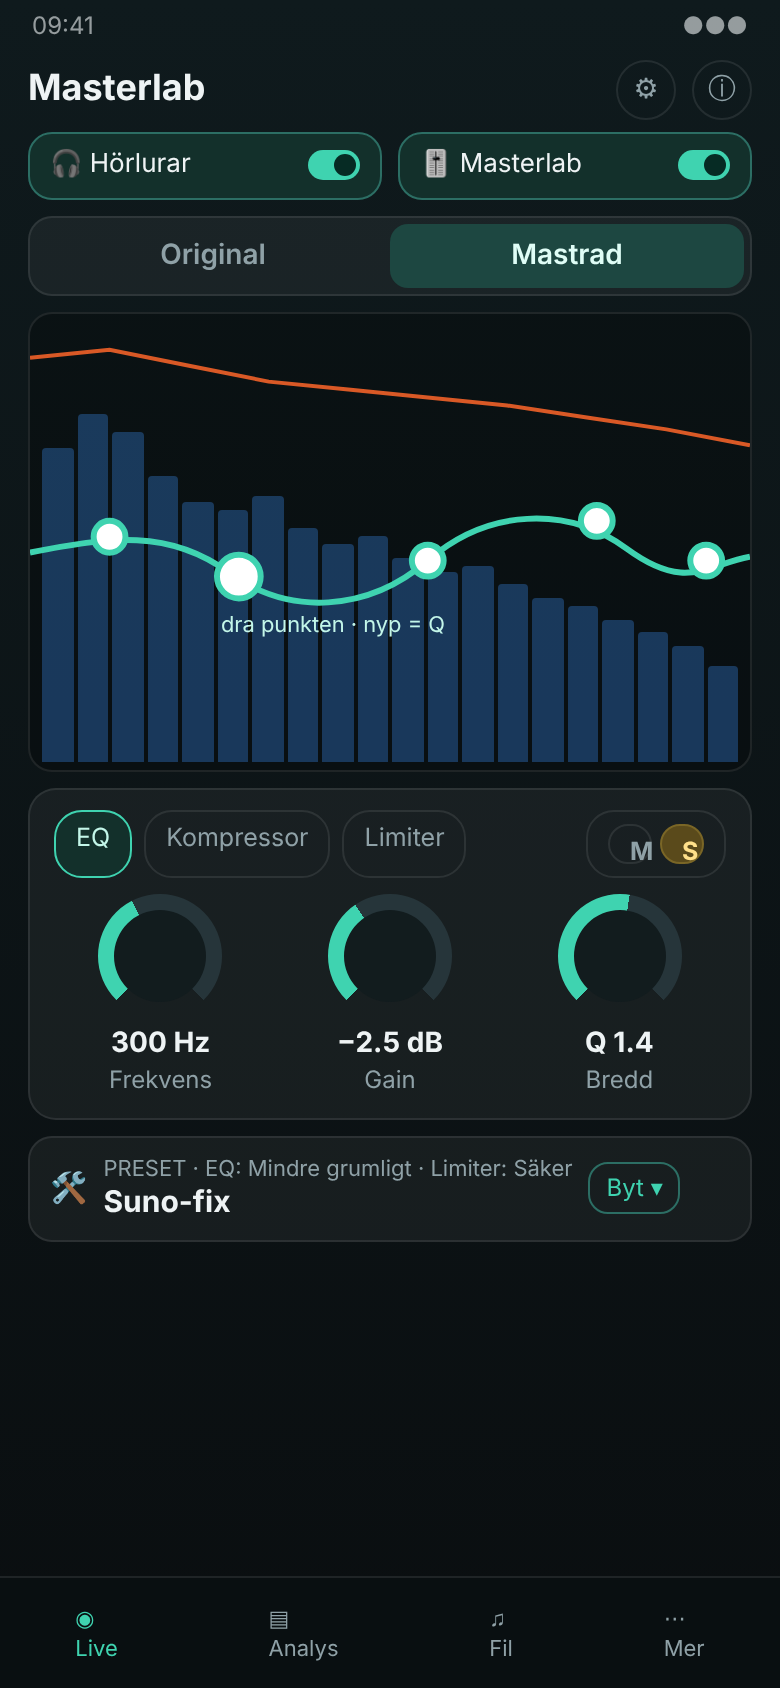 09:41
Masterlab
Hörlurar
Masterlab
Original
Mastrad
dra punkten · nyp = Q
EQ
Kompressor
Limiter
M
S
300 Hz
−2.5 dB
Q 1.4
Frekvens
Gain
Bredd
PRESET · EQ: Mindre grumligt · Limiter: Säker
Suno-fix
Byt ▾
Live
Analys
Fil
Mer